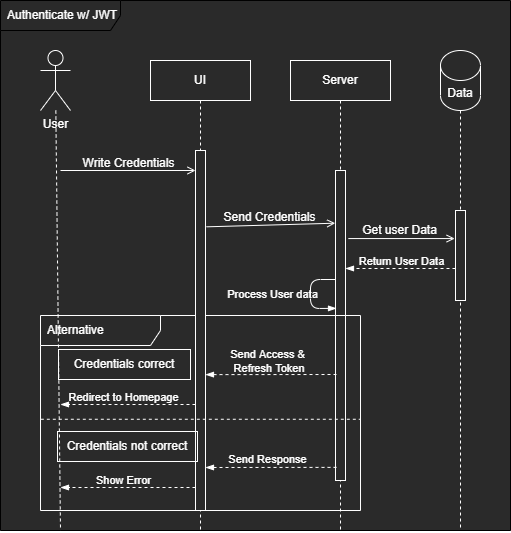 Authenticate w/ JWT
UI
Server
Data
User
Write Credentials
Send Credentials
Get user Data
Return User Data
Process User data
Alternative
Credentials correct
Send Access &
Refresh Token
Redirect to Homepage
Credentials not correct
Send Response
Show Error